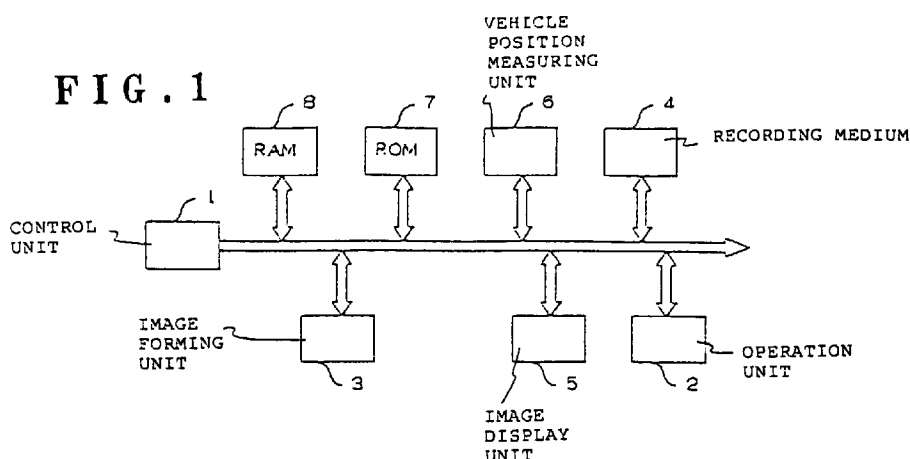 FIG.1
VEHICLE
POSITION
MEASURING
UNIT
8
7
6
4
RAM
ROM
RECORDING MEDIUM
1
CONTROL
UNIT
IMAGE
FORMING
UNIT
3
5
2
OPERATION
UNIT
IMAGE
DISPLAY
UNIT